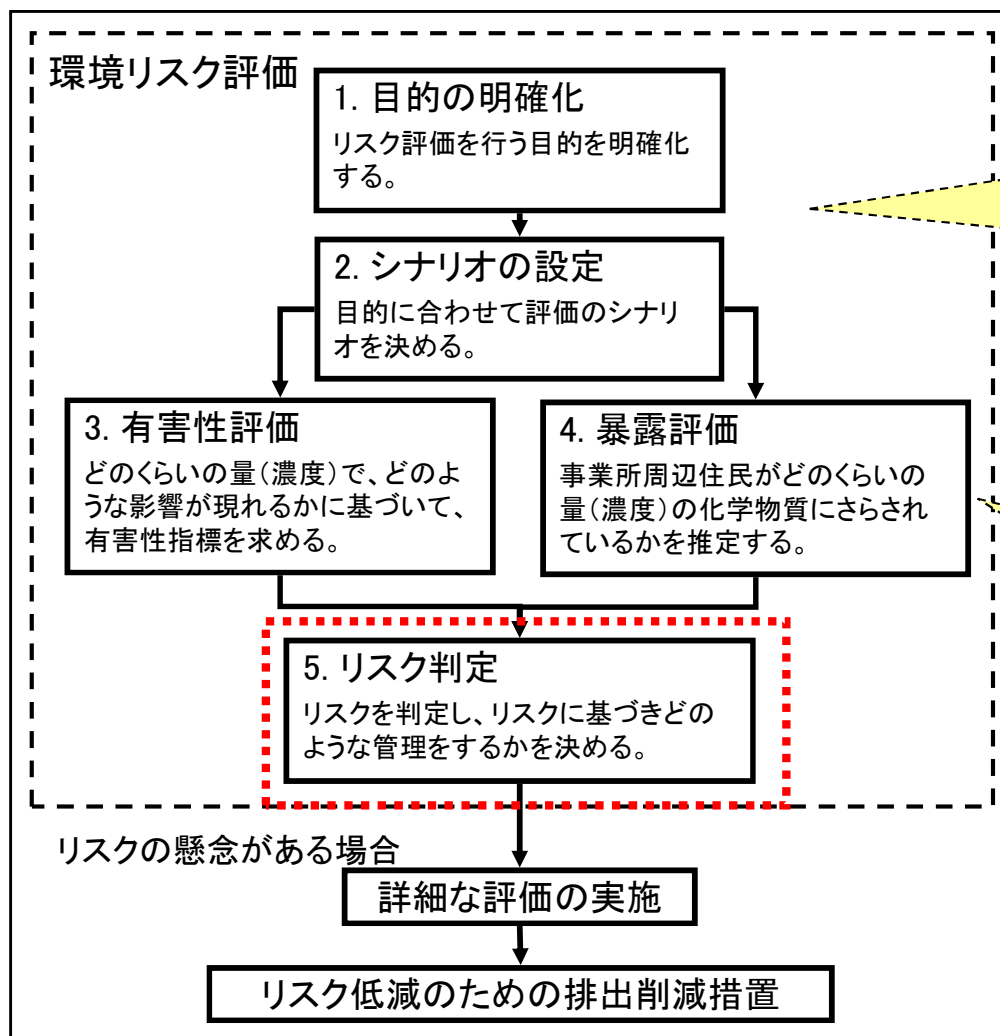 環境リスク評価
1. 目的の明確化
リスク評価を行う目的を明確化
する。
2. シナリオの設定
目的に合わせて評価のシナリ
オを決める。
3. 有害性評価
どのくらいの量(濃度)で、どのよ
うな影響が現れるかに基づいて、
有害性指標を求める。
4. 暴露評価
事業所周辺住民がどのくらいの
量(濃度)の化学物質にさらされ
ているかを推定する。
5. リスク判定
リスクを判定し、リスクに基づきどの
ような管理をするかを決める。
リスクの懸念がある場合
詳細な評価の実施
リスク低減のための排出削減措置